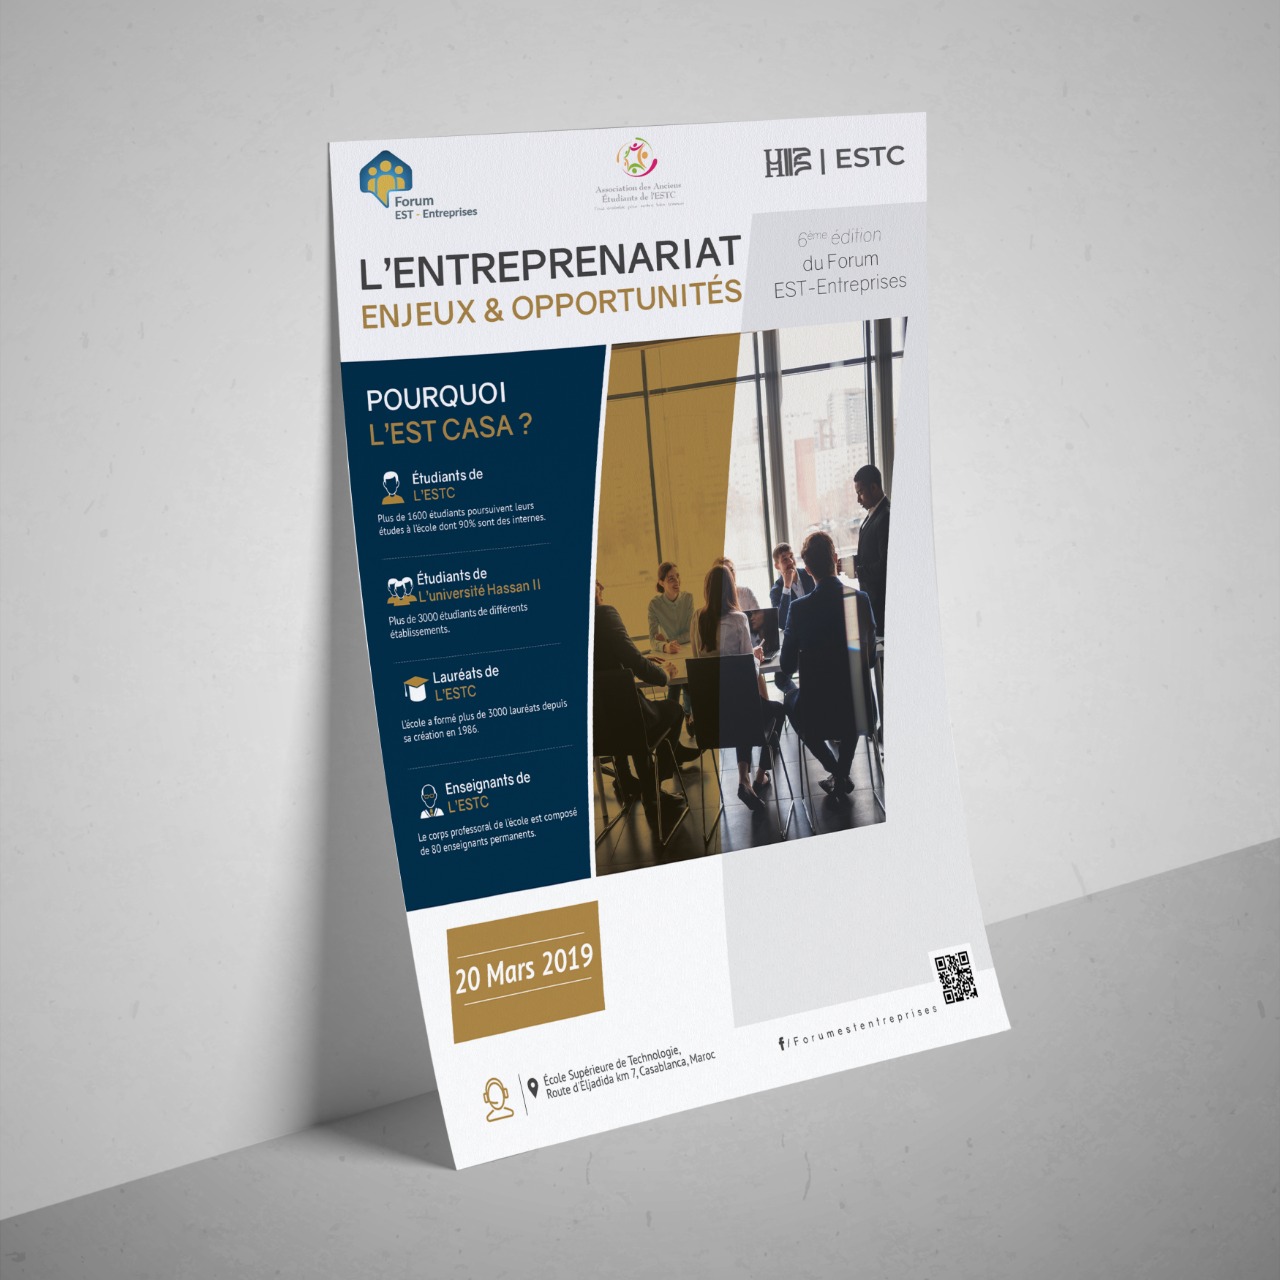 Forum
EST - Entreprises
Association des Anciens
Étudiants de l'ESTC
| ESTC
L'ENTREPRENARIAT
ENJEUX & OPPORTUNITÉS
6ème édition
du Forum
EST-Entreprises
POURQUOI
L'EST CASA ?
Étudiants de
L'ESTC
Plus de 1600 étudiants poursuivent leurs
études à l'école dont 90% sont des internes.
Étudiants de
L'université Hassan II
Plus de 3000 étudiants de différents
établissements.
Lauréats de
L'ESTC
L'école a formé plus de 3000 lauréats depuis
sa création en 1986.
Enseignants de
L'ESTC
Le corps professoral de l'école est composé
de 80 enseignants permanents.
20 Mars 2019
École Supérieure de Technologie,
Route d'Eljadida km 7, Casablanca, Maroc
f/Forumestentreprises